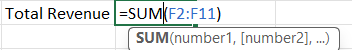 Total Revenue =SUM(F2:F11)
SUM(number1, [number2], ...)